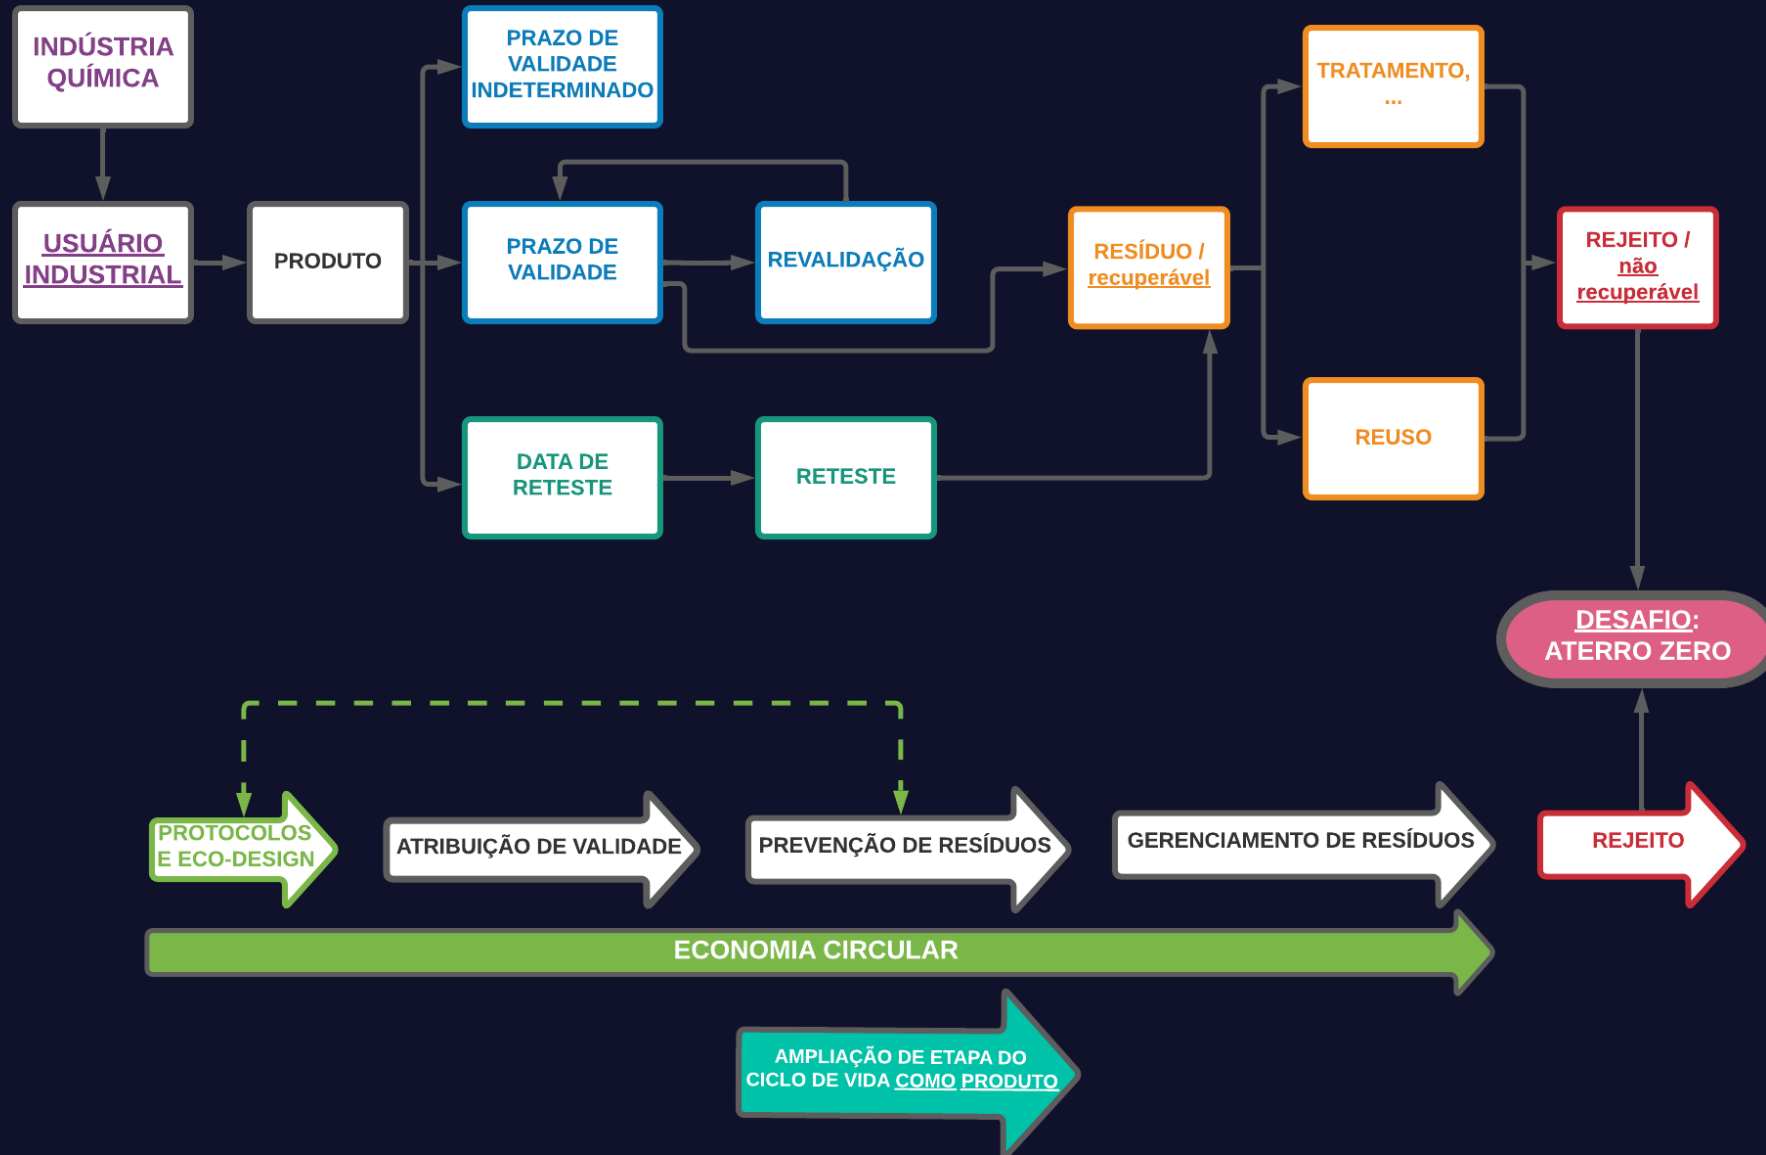 INDÚSTRIA
QUÍMICA
PRAZO DE
VALIDADE
INDETERMINADO
TRATAMENTO,
...
USUÁRIO
INDUSTRIAL
PRODUTO
PRAZO DE
VALIDADE
REVALIDAÇÃO
RESÍDUO /
recuperável
REJEITO /
não
recuperável
DATA DE
RETESTE
RETESTE
REUSO
DESAFIO:
ATERRO ZERO
PROTOCOLOS
E ECO-DESIGN
ATRIBUIÇÃO DE VALIDADE
PREVENÇÃO DE RESÍDUOS
GERENCIAMENTO DE RESÍDUOS
REJEITO
ECONOMIA CIRCULAR
AMPLIAÇÃO DE ETAPA DO
CICLO DE VIDA COMO PRODUTO